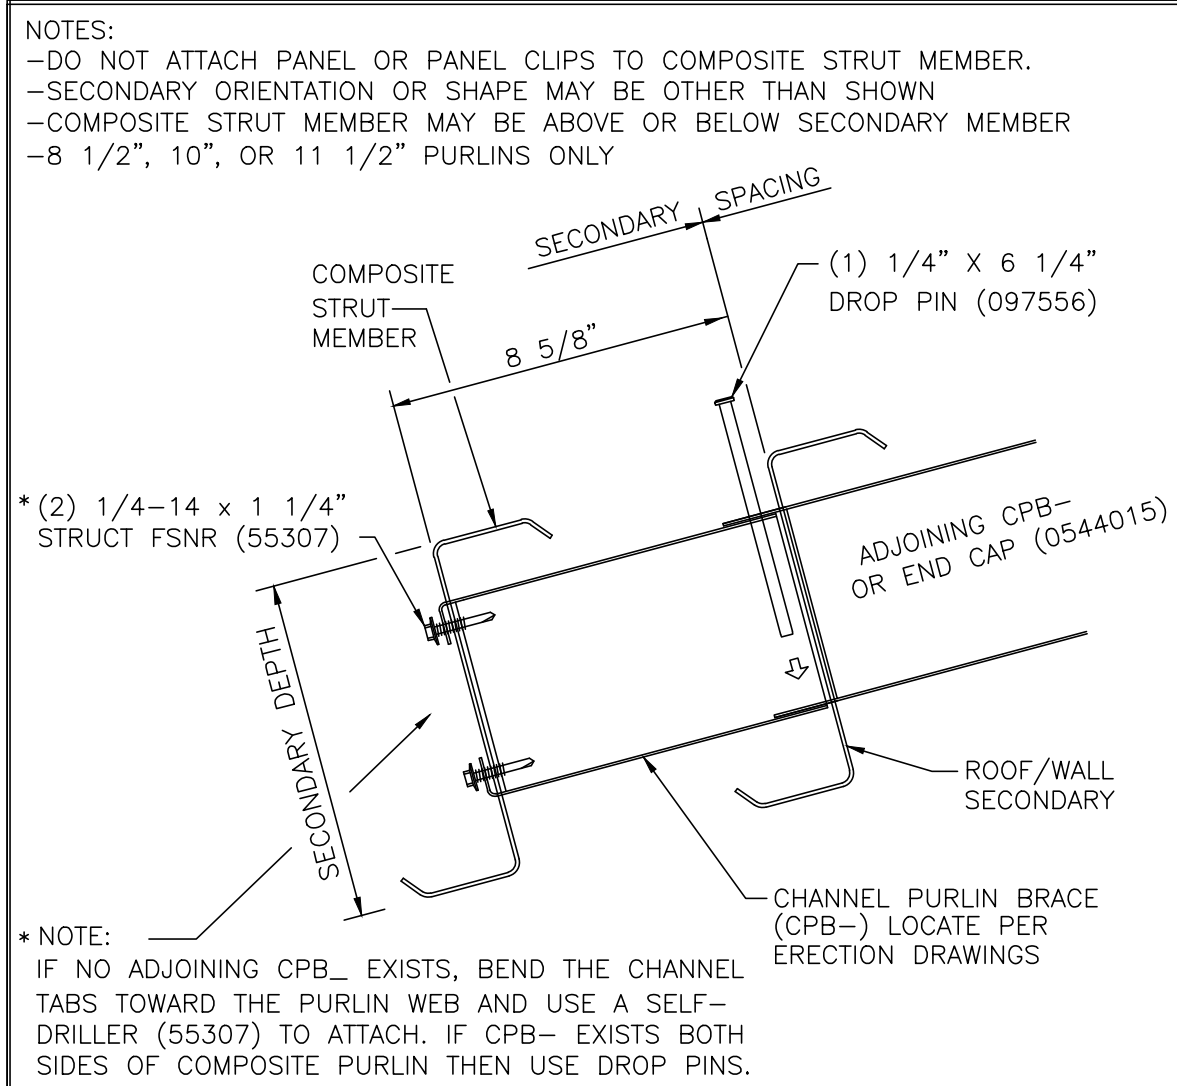 NOTES:
-DO NOT ATTACH PANEL OR PANEL CLIPS TO COMPOSITE STRUT MEMBER.
-SECONDARY ORIENTATION OR SHAPE MAY BE OTHER THAN SHOWN
-COMPOSITE STRUT MEMBER MAY BE ABOVE OR BELOW SECONDARY MEMBER
-8 1/2", 10", OR 11 1/2" PURLINS ONLY
SECONDARY SPACING
COMPOSITE
STRUT
MEMBER
8 5/8"
(1) 1/4" X 6 1/4"
DROP PIN (097556)
*(2) 1/4-14 x 1 1/4"
STRUCT FSNR (55307)
ADJOINING CPB-
OR END CAP (0544015)
SECONDARY DEPTH
ROOF/WALL
SECONDARY
CHANNEL PURLIN BRACE
(CPB-) LOCATE PER
ERECTION DRAWINGS
* NOTE:
IF NO ADJOINING CPB_ EXISTS, BEND THE CHANNEL
TABS TOWARD THE PURLIN WEB AND USE A SELF-
DRILLER (55307) TO ATTACH. IF CPB- EXISTS BOTH
SIDES OF COMPOSITE PURLIN THEN USE DROP PINS.